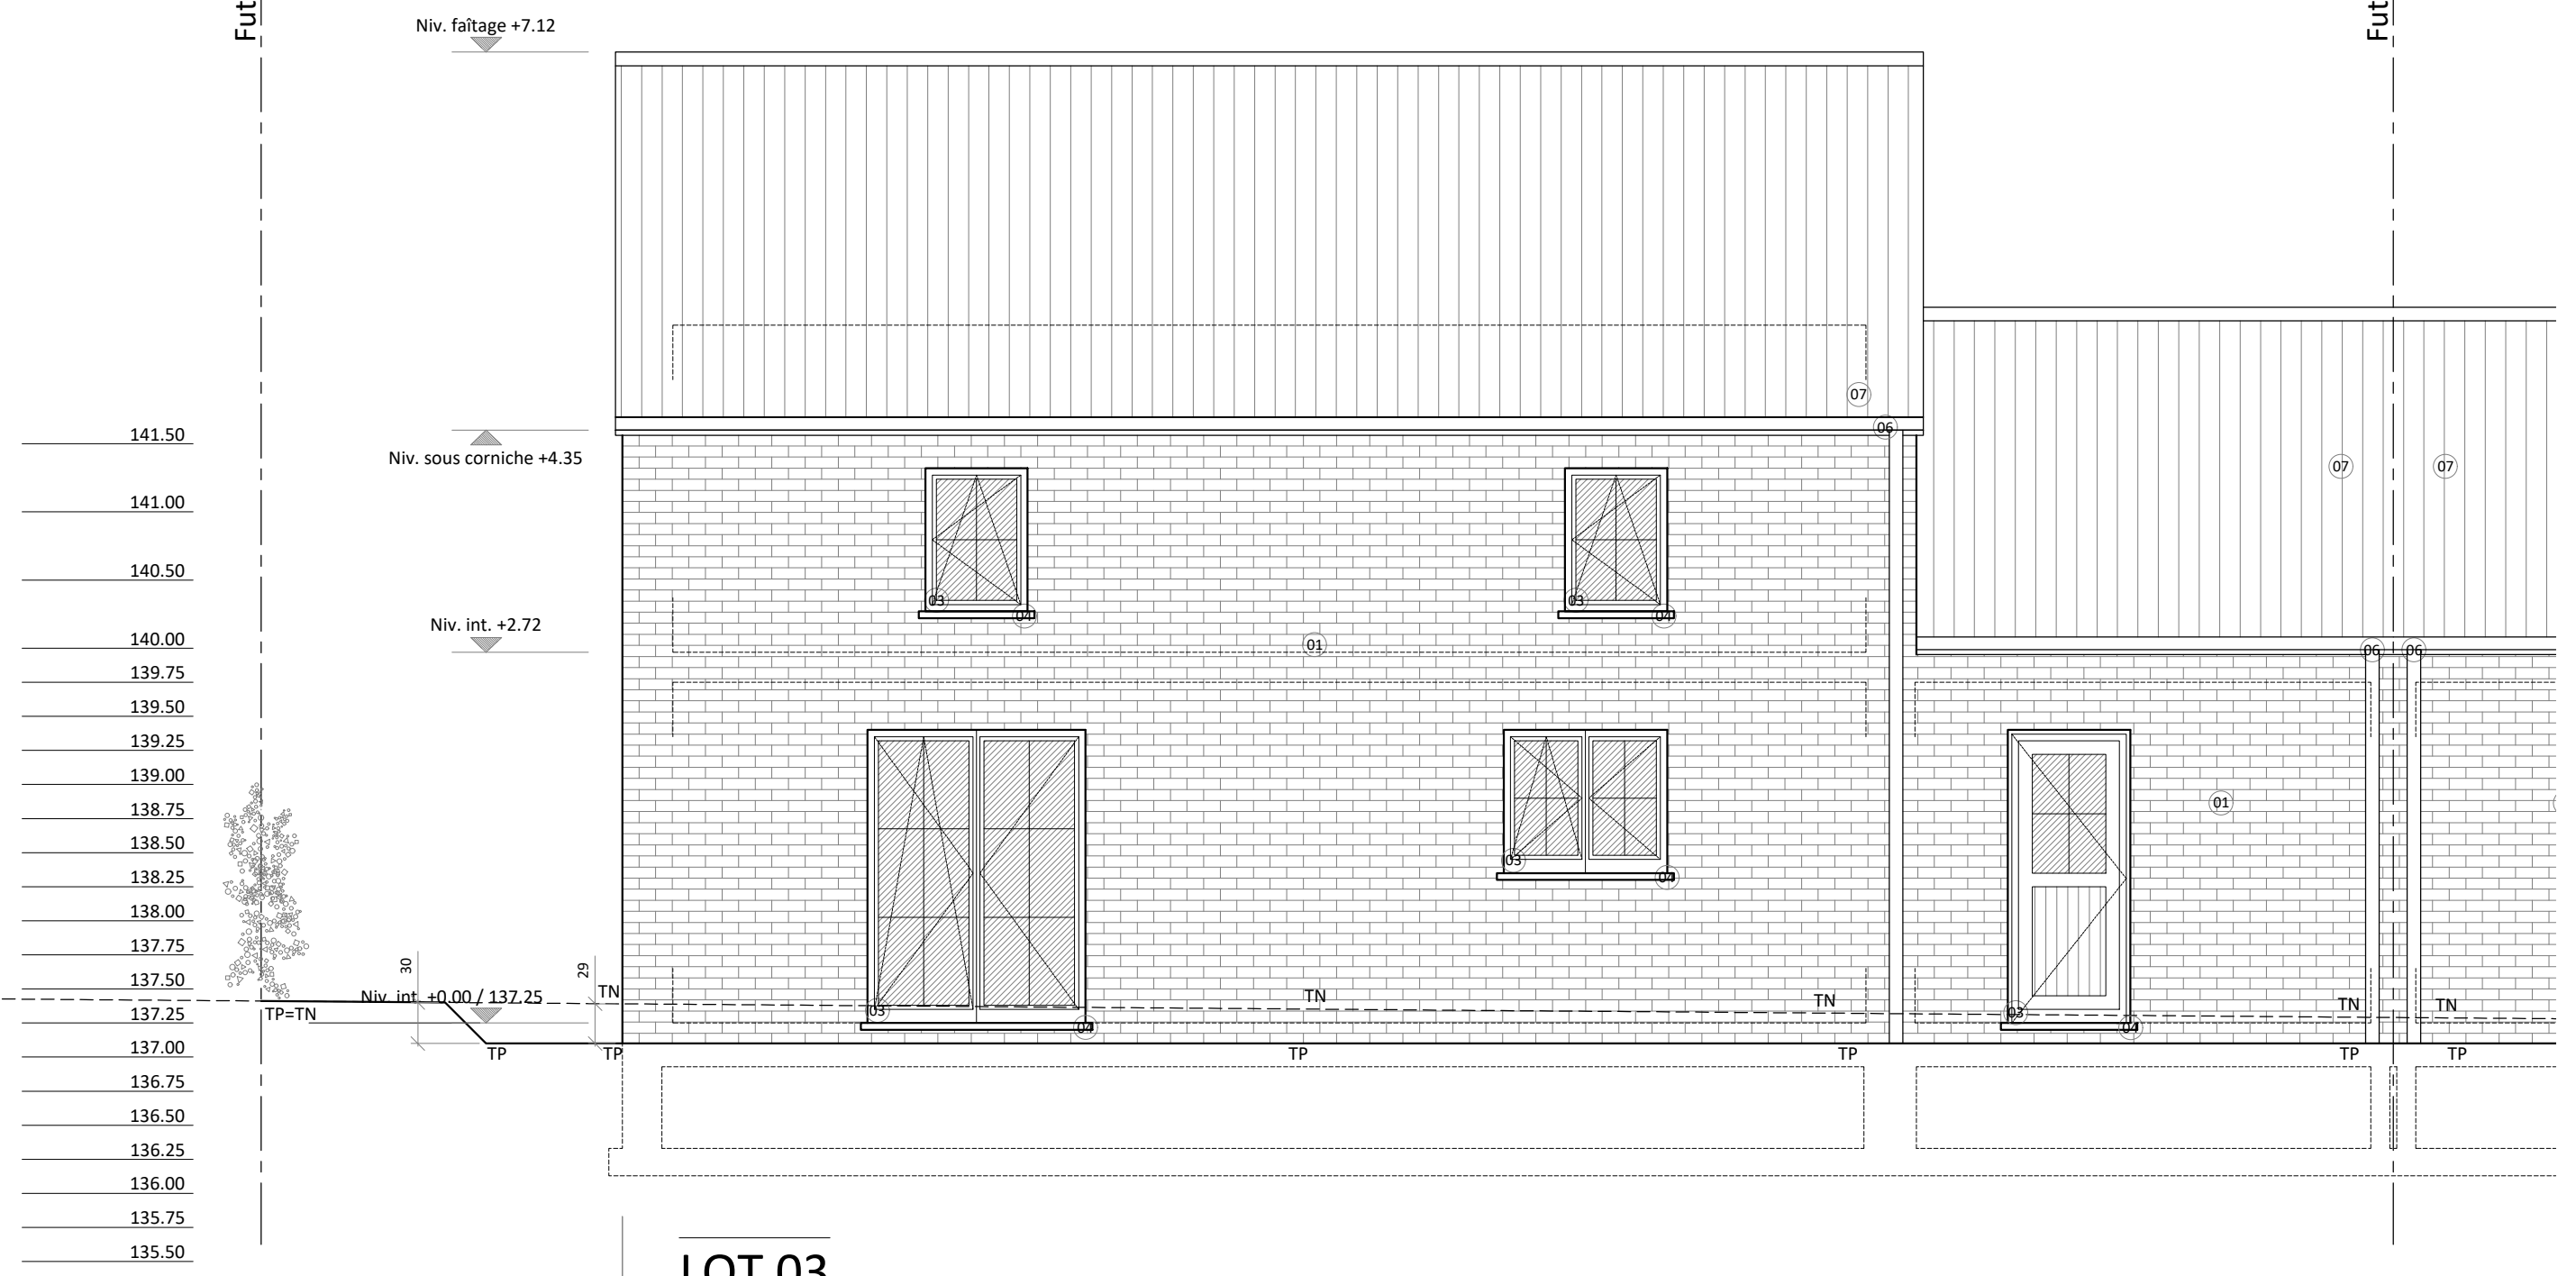 Fut
Fut
Niv. faîtage +7.12
07
06
141.50
Niv. sous corniche +4.35
07
07
141.00
140.50
03
04
03
04
Niv. int. +2.72
140.00
01
06
06
139.75
139.50
139.25
139.00
138.75
01
138.50
03
138.25
04
138.00
137.75
30
29
137.50
Niv. int. +0.00 / 137.25
TN
TN
TN
TN
TN
137.25
TP=TN
03
04
03
04
137.00
TP
TP
TP
TP
TP
TP
136.75
136.50
136.25
136.00
135.75
135.50
LOT 03